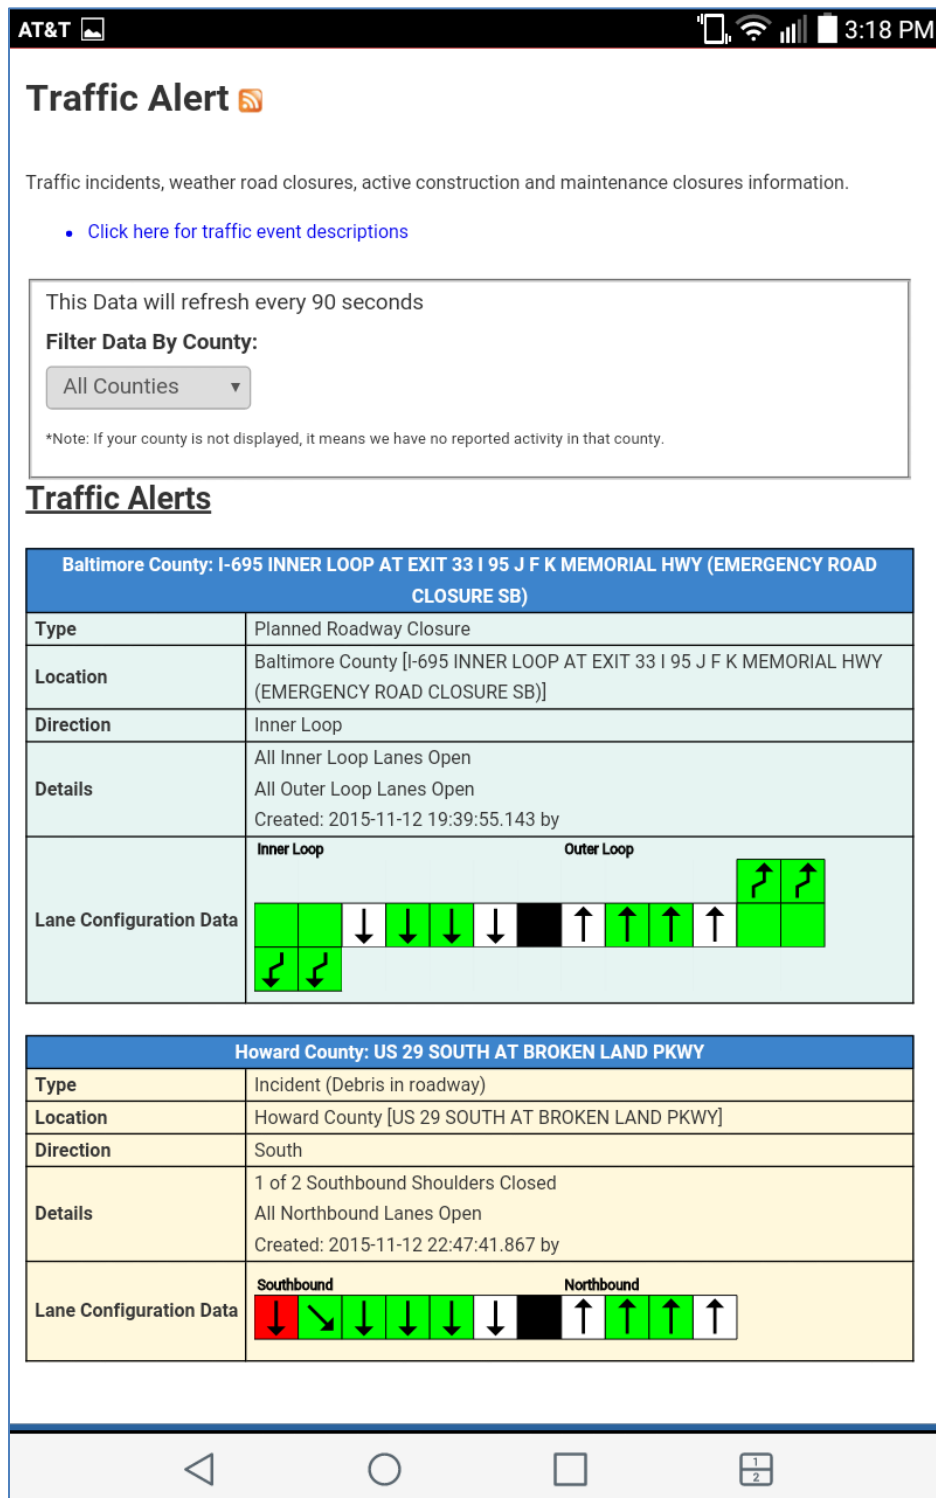 AT&T 3:18 PM
Traffic Alert
Traffic incidents, weather road closures, active construction and maintenance closures information.
• Click here for traffic event descriptions
This Data will refresh every 90 seconds
Filter Data By County:
All Counties ▼
*Note: If your county is not displayed, it means we have no reported activity in that county.
Traffic Alerts
Baltimore County: I-695 INNER LOOP AT EXIT 33 I 95 J F K MEMORIAL HWY (EMERGENCY ROAD
CLOSURE SB)
Type Planned Roadway Closure
Location Baltimore County [I-695 INNER LOOP AT EXIT 33 I 95 J F K MEMORIAL HWY
(EMERGENCY ROAD CLOSURE SB)]
Direction Inner Loop
Details All Inner Loop Lanes Open
All Outer Loop Lanes Open
Created: 2015-11-12 19:39:55.143 by
Inner Loop Outer Loop
Lane Configuration Data
Howard County: US 29 SOUTH AT BROKEN LAND PKWY
Type Incident (Debris in roadway)
Location Howard County [US 29 SOUTH AT BROKEN LAND PKWY]
Direction South
Details 1 of 2 Southbound Shoulders Closed
All Northbound Lanes Open
Created: 2015-11-12 22:47:41.867 by
Southbound Northbound
Lane Configuration Data
1
2